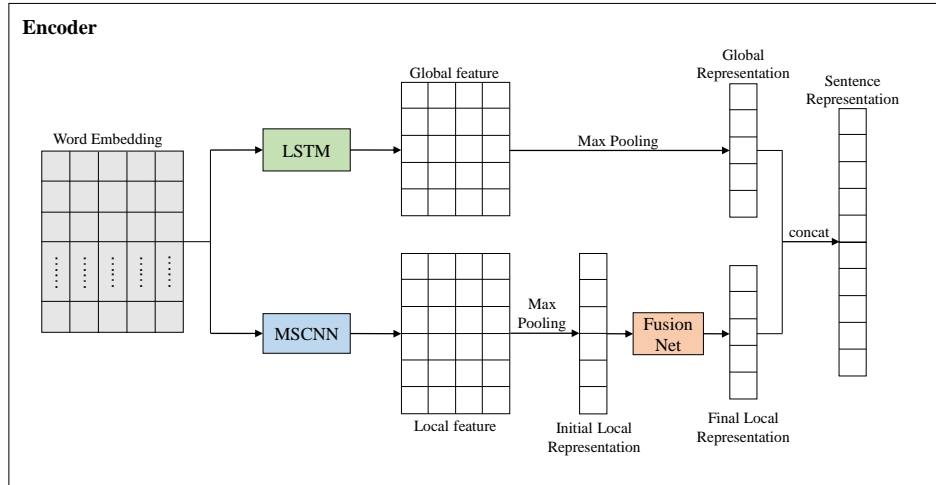 Encoder
Word Embedding
LSTM
MSCNN
Global feature
Max Pooling
Global
Representation
Sentence
Representation
concat
Local feature
Max
Pooling
Initial Local
Representation
Fusion
Net
Final Local
Representation